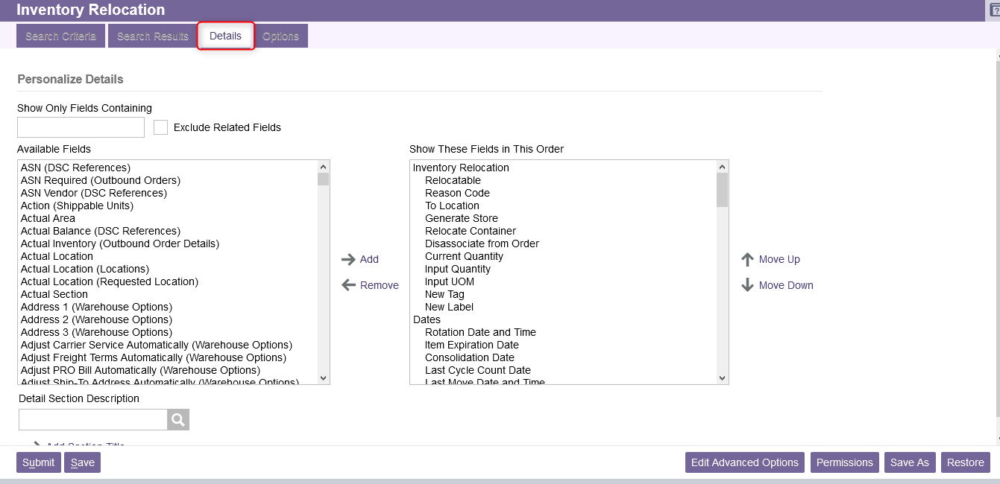 Inventory Relocation
Search Criteria
Search Results
Details
Options
Personalize Details
Show Only Fields Containing
Exclude Related Fields
Available Fields
ASN (DSC References)
ASN Required (Outbound Orders)
ASN Vendor (DSC References)
Action (Shippable Units)
Actual Area
Actual Balance (DSC References)
Actual Inventory (Outbound Order Details)
Actual Location
Actual Location (Locations)
Actual Location (Requested Location)
Actual Section
Address 1 (Warehouse Options)
Address 2 (Warehouse Options)
Address 3 (Warehouse Options)
Adjust Carrier Service Automatically (Warehouse Options)
Adjust Freight Terms Automatically (Warehouse Options)
Adjust PRO Bill Automatically (Warehouse Options)
Adjust Ship-To Address Automatically (Warehouse Options)
Add
Remove
Show These Fields in This Order
Inventory Relocation
Relocatable
Reason Code
To Location
Generate Store
Relocate Container
Disassociate from Order
Current Quantity
Input Quantity
Input UOM
New Tag
New Label
Dates
Rotation Date and Time
Item Expiration Date
Consolidation Date
Last Cycle Count Date
Last Move Date and Time
Move Up
Move Down
Detail Section Description
Add Section Title
Submit
Save
Edit Advanced Options
Permissions
Save As
Restore